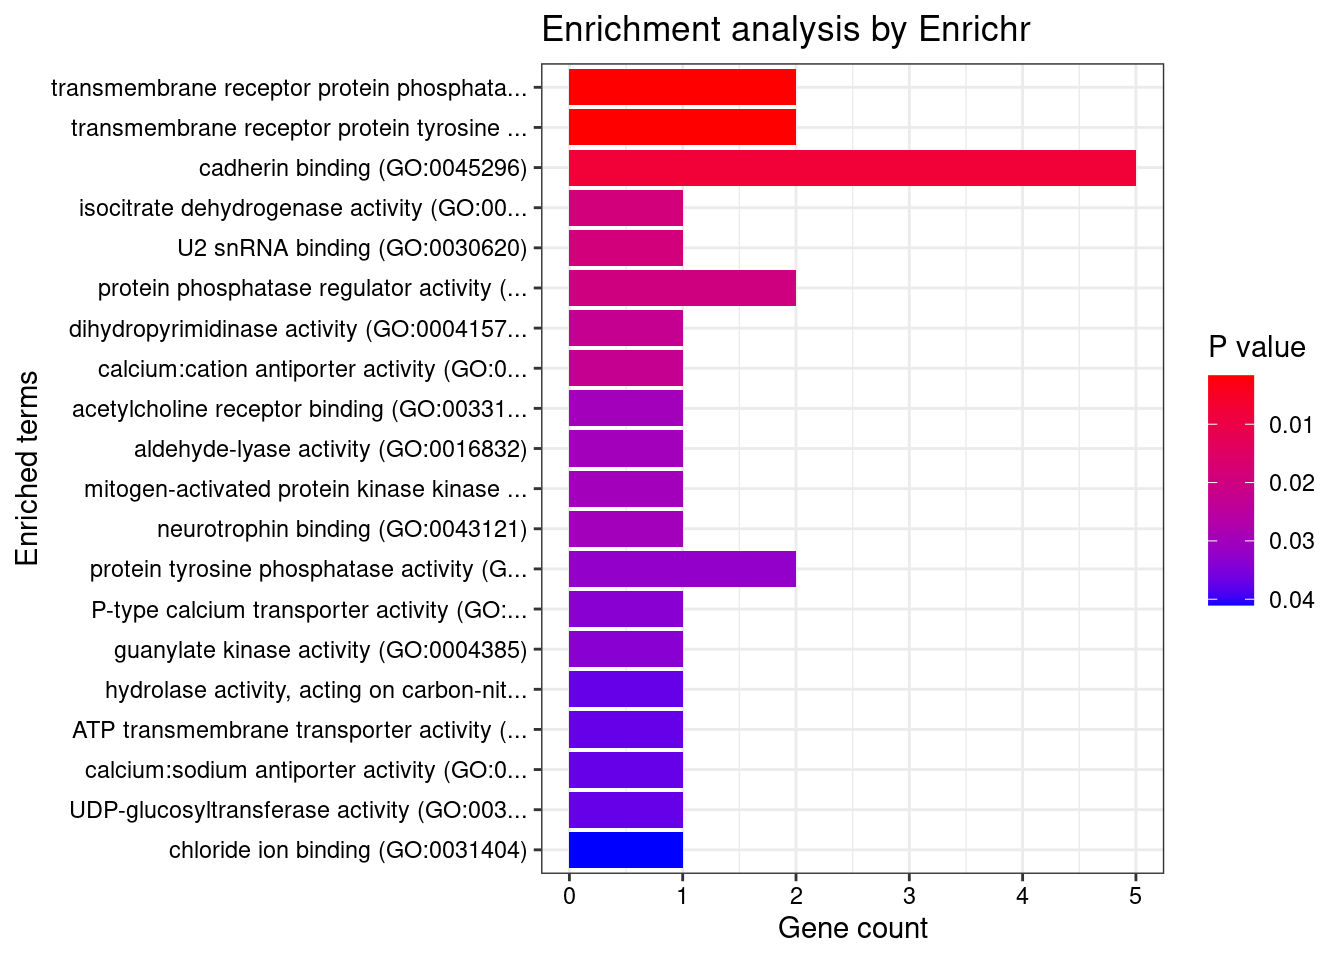 Enrichment analysis by Enrichr
transmembrane receptor protein phosphata...
transmembrane receptor protein tyrosine ...
cadherin binding (GO:0045296)
isocitrate dehydrogenase activity (GO:00...
U2 snRNA binding (GO:0030620)
protein phosphatase regulator activity (...
dihydropyrimidinase activity (GO:0004157...
calcium:cation antiporter activity (GO:0...
acetylcholine receptor binding (GO:00331...
aldehyde-lyase activity (GO:0016832)
mitogen-activated protein kinase kinase ...
neurotrophin binding (GO:0043121)
protein tyrosine phosphatase activity (G...
P-type calcium transporter activity (GO:...
guanylate kinase activity (GO:0004385)
hydrolase activity, acting on carbon-nit...
ATP transmembrane transporter activity (...
calcium:sodium antiporter activity (GO:0...
UDP-glucosyltransferase activity (GO:003...
chloride ion binding (GO:0031404)
Enriched terms
0 1 2 3 4 5
Gene count
P value
0.01
0.02
0.03
0.04